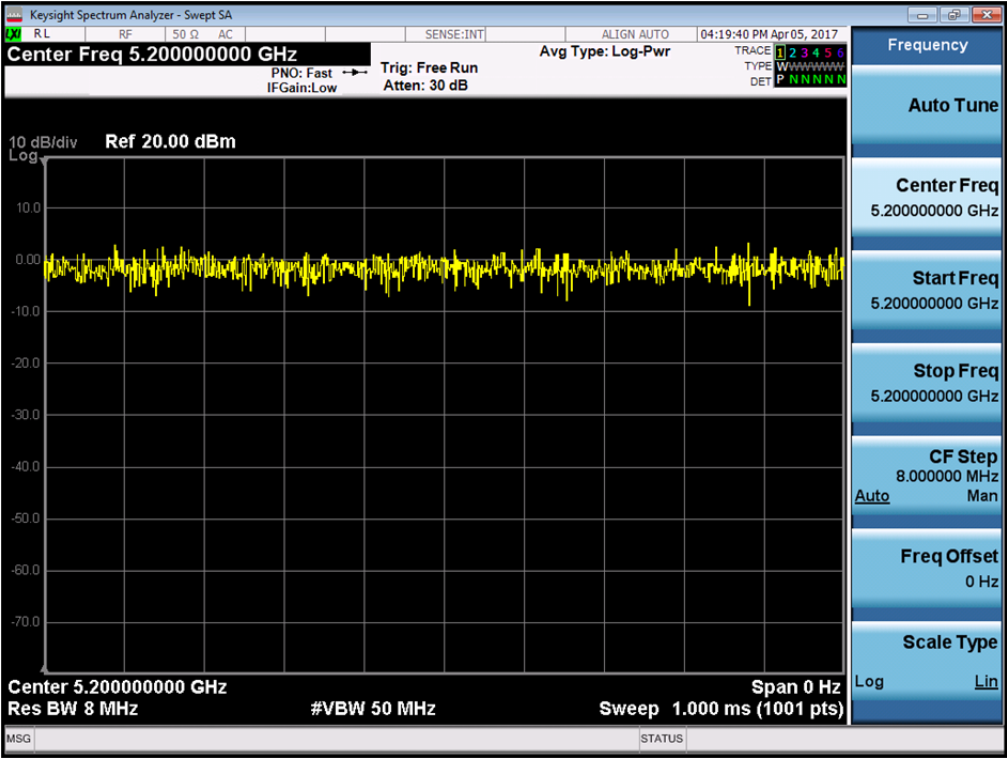 Keysight Spectrum Analyzer - Swept SA
LXI RL RF 50 Ω AC SENSE:INT ALIGN AUTO 04:19:40 PM Apr 05, 2017
Center Freq 5.200000000 GHz
PNO: Fast
IFGain:Low
Trig: Free Run
Atten: 30 dB
Avg Type: Log-Pwr
TRACE 1 2 3 4 5 6
TYPE WWWWWW
DET P N N N N N
10 dB/div
Log
Ref 20.00 dBm
10.0
0.00
-10.0
-20.0
-30.0
-40.0
-50.0
-60.0
-70.0
Center 5.200000000 GHz
Span 0 Hz
Res BW 8 MHz
#VBW 50 MHz
Sweep 1.000 ms (1001 pts)
MSG
STATUS
Frequency
Auto Tune
Center Freq
5.200000000 GHz
Start Freq
5.200000000 GHz
Stop Freq
5.200000000 GHz
CF Step
8.000000 MHz
Auto Man
Freq Offset
0 Hz
Scale Type
Log Lin